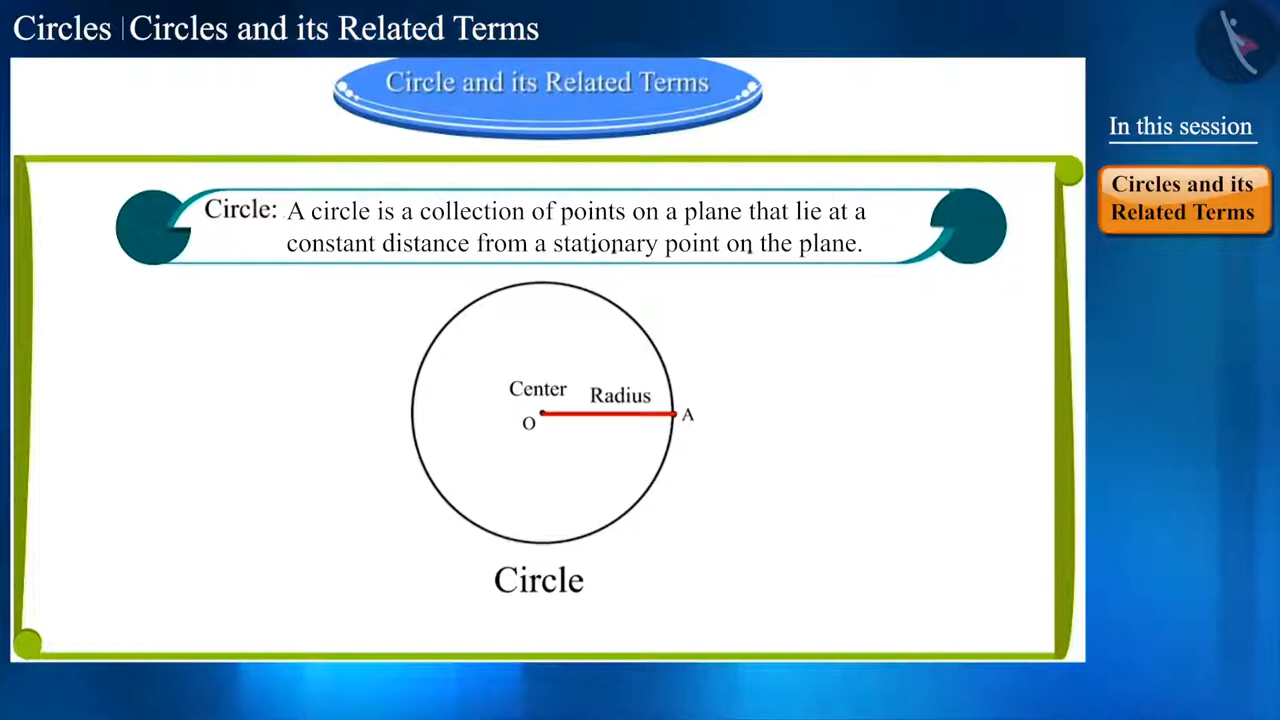 Circles | Circles and its Related Terms
Circle and its Related Terms
In this session
Circles and its
Related Terms
Circle: A circle is a collection of points on a plane that lie at a
constant distance from a stationary point on the plane.
Center
Radius
O
A
Circle